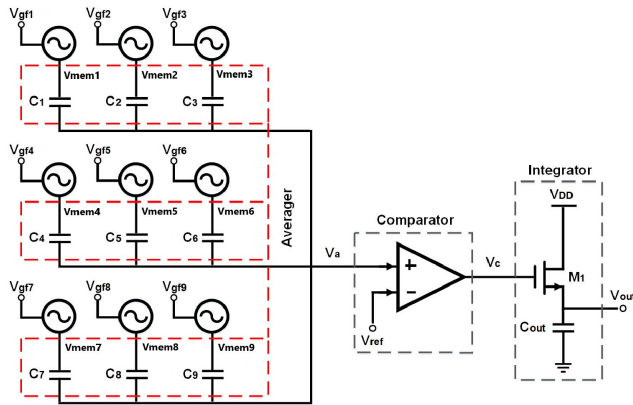 Vgf1 Vgf2 Vgf3
Vmem1 Vmem2 Vmem3
C1 C2 C3
Vgf4 Vgf5 Vgf6
Vmem4 Vmem5 Vmem6
C4 C5 C6
Vgf7 Vgf8 Vgf9
Vmem7 Vmem8 Vmem9
C7 C8 C9
Averager
Va
Comparator
+
−
Vref
Vc
Integrator
VDD
M1
Vout
Cout